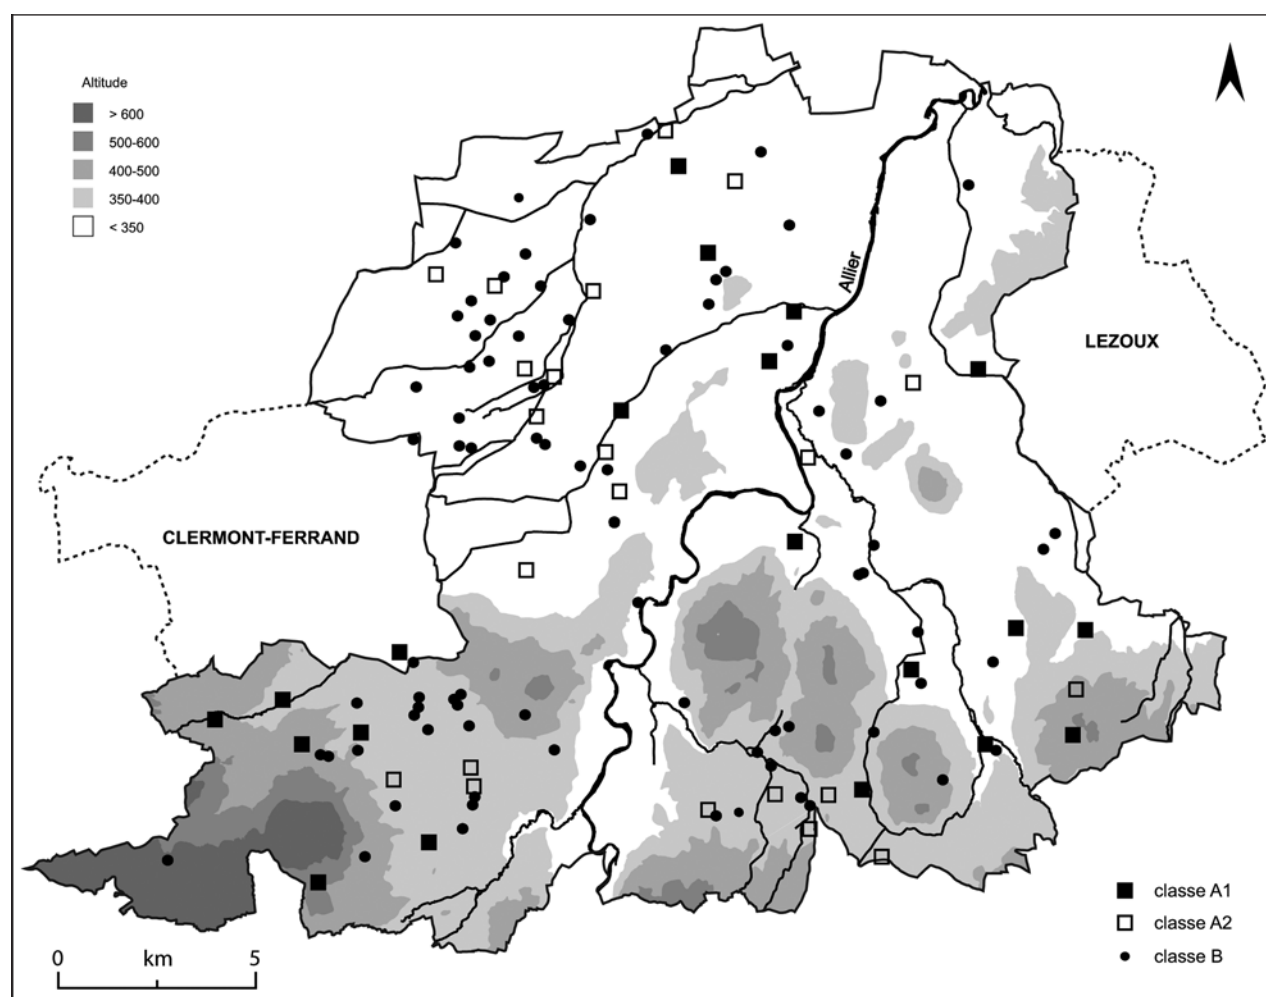 Altitude
> 600
500-600
400-500
350-400
< 350
Allier
LEZOUX
CLERMONT-FERRAND
classe A1
classe A2
classe B
0 km 5